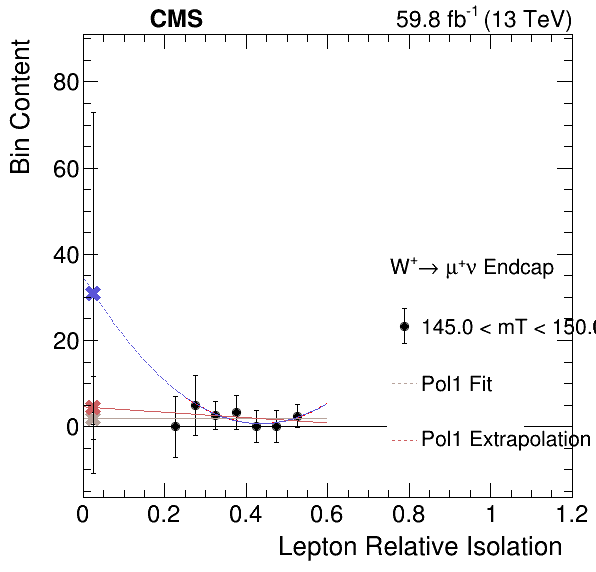 CMS
59.8 fb⁻¹ (13 TeV)
Bin Content
80
60
40
20
0
W⁺→ μ⁺ν Endcap
145.0 < mT < 150.0
Pol1 Fit
Pol1 Extrapolation
0 0.2 0.4 0.6 0.8 1 1.2
Lepton Relative Isolation